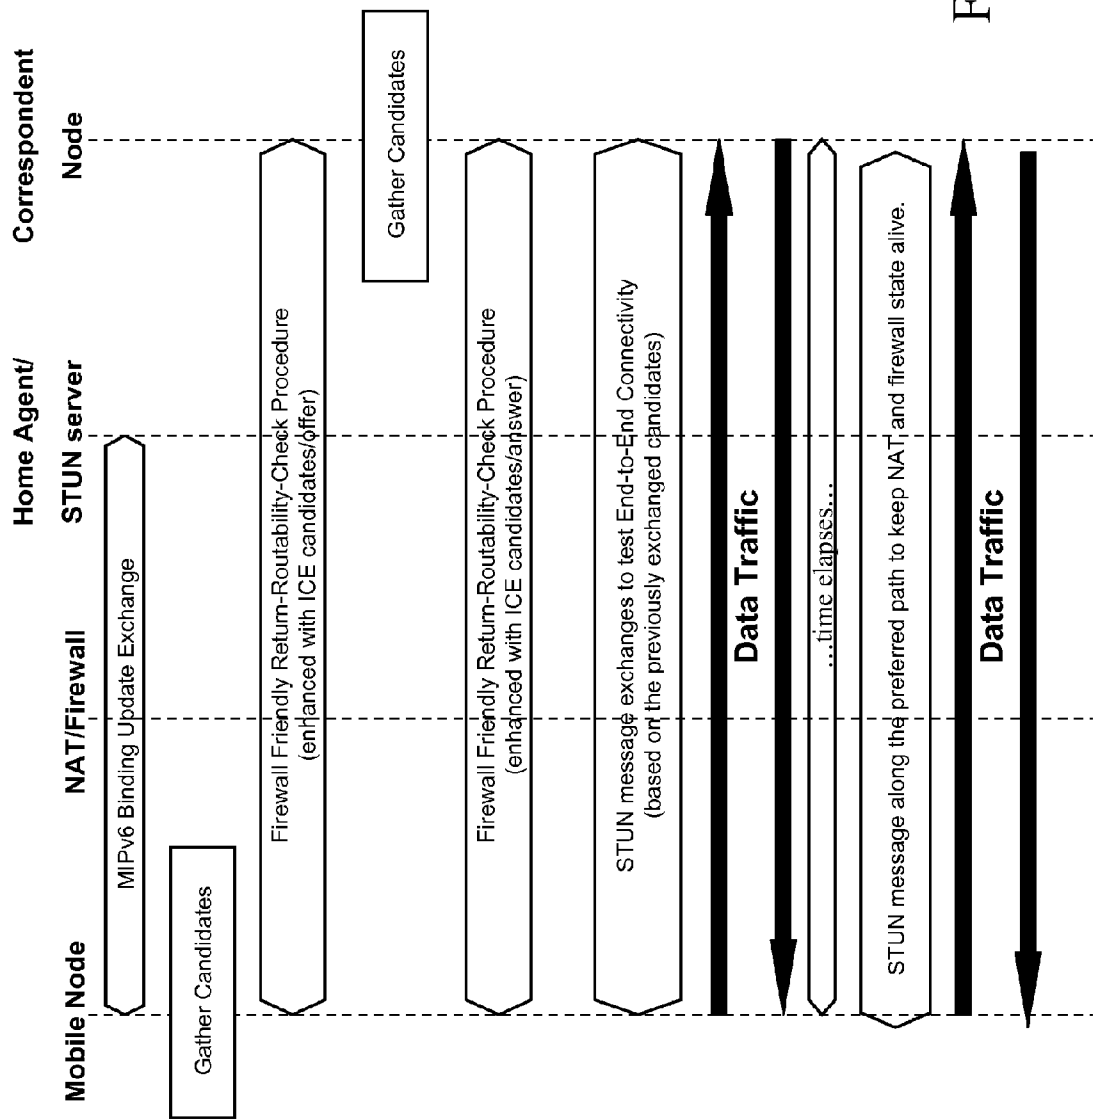 Mobile Node
NAT/Firewall
Home Agent/
STUN server
Correspondent
Node
MIPv6 Binding Update Exchange
Gather Candidates
Firewall Friendly Return-Routability-Check Procedure
(enhanced with ICE candidates/offer)
Gather Candidates
Firewall Friendly Return-Routability-Check Procedure
(enhanced with ICE candidates/answer)
STUN message exchanges to test End-to-End Connectivity
(based on the previously exchanged candidates)
Data Traffic
...time elapses...
STUN message along the preferred path to keep NAT and firewall state alive.
Data Traffic